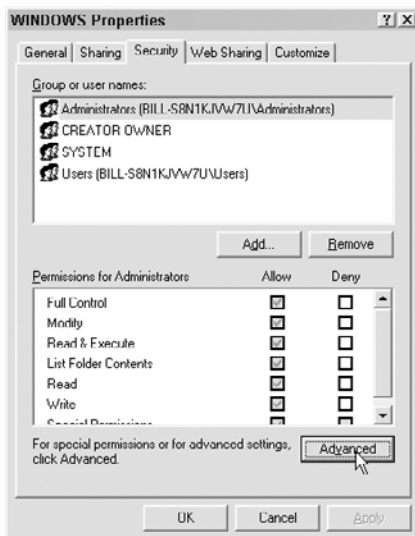 WINDOWS Properties ? X
General Sharing Security Web Sharing Customize
Group or user names:
Administrators (BILL-S8N1KJVW7U\Administrators)
CREATOR OWNER
SYSTEM
Users (BILL-S8N1KJVW7U\Users)
Add... Remove
Permissions for Administrators Allow Deny
Full Control
Modify
Read & Execute
List Folder Contents
Read
Write
Special Permissions
For special permissions or for advanced settings, Advanced
click Advanced.
OK Cancel Apply